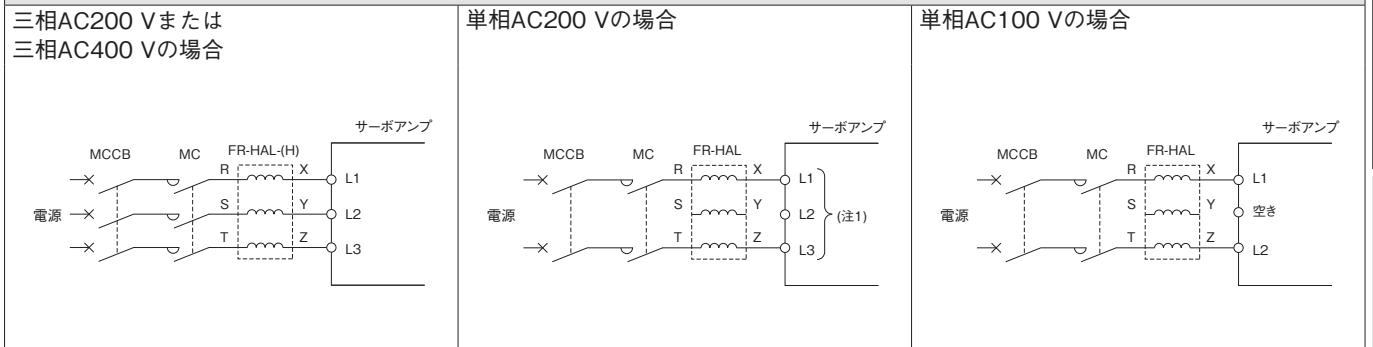 三相AC200 Vまたは
三相AC400 Vの場合
サーボアンプ
MCCB MC FR-HAL-(H)
R X L1
電源 S Y L2
T Z L3
単相AC200 Vの場合
サーボアンプ
MCCB MC FR-HAL
R X L1
電源 S Y L2 (注1)
T Z L3
単相AC100 Vの場合
サーボアンプ
MCCB MC FR-HAL
R X L1
電源 S Y 空き
T Z L2